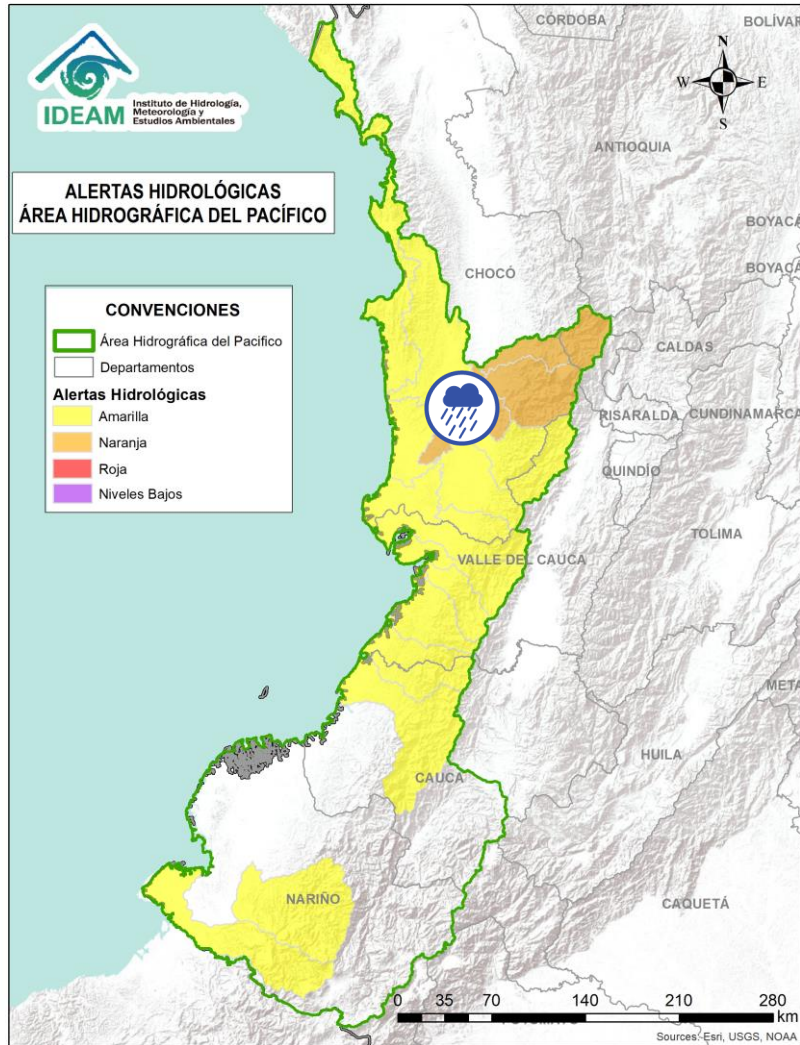 IDEAM
Instituto de Hidrología,
Meteorología y
Estudios Ambientales
ALERTAS HIDROLÓGICAS
ÁREA HIDROGRÁFICA DEL PACÍFICO
CONVENCIONES
Área Hidrográfica del Pacifico
Departamentos
Alertas Hidrológicas
Amarilla
Naranja
Roja
Niveles Bajos
CÓRDOBA
BOLÍVAR
N
W
E
S
ANTIOQUIA
BOYACÁ
BOYACÁ
CHOCÓ
CALDAS
RISARALDA
CUNDINAMARCA
QUINDÍO
TOLIMA
VALLE DEL CAUCA
META
HUILA
CAUCA
NARIÑO
CAQUETÁ
0 35 70 140 210 280
km
Sources: Esri, USGS, NOAA